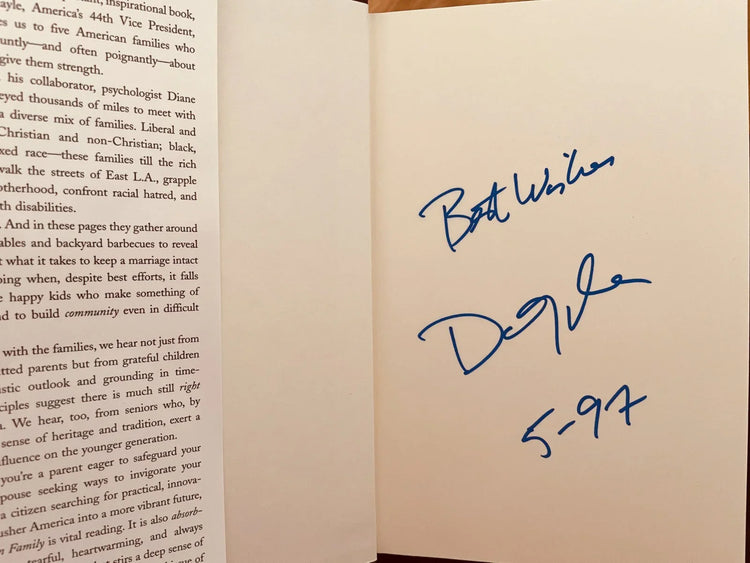 nt, inspirational book,
ayle, America's 44th Vice President,
es us to five American families who
untly—and often poignantly—about
give them strength.
his collaborator, psychologist Diane
eyed thousands of miles to meet with
a diverse mix of families. Liberal and
Christian and non-Christian; black,
xed race—these families till the rich
walk the streets of East L.A., grapple
otherhood, confront racial hatred, and
th disabilities.
. And in these pages they gather around
ables and backyard barbecues to reveal
t what it takes to keep a marriage intact
ping when, despite best efforts, it falls
e happy kids who make something of
nd to build community even in difficult
with the families, we hear not just from
tted parents but from grateful children
istic outlook and grounding in time-
ciples suggest there is much still right
a. We hear, too, from seniors who, by
sense of heritage and tradition, exert a
fluence on the younger generation.
you're a parent eager to safeguard your
pouse seeking ways to invigorate your
a citizen searching for practical, innova-
usher America into a more vibrant future,
n Family is vital reading. It is also absorb-
tearful, heartwarming, and always
stirs a deep sense of
of
Best Wishes
5-97